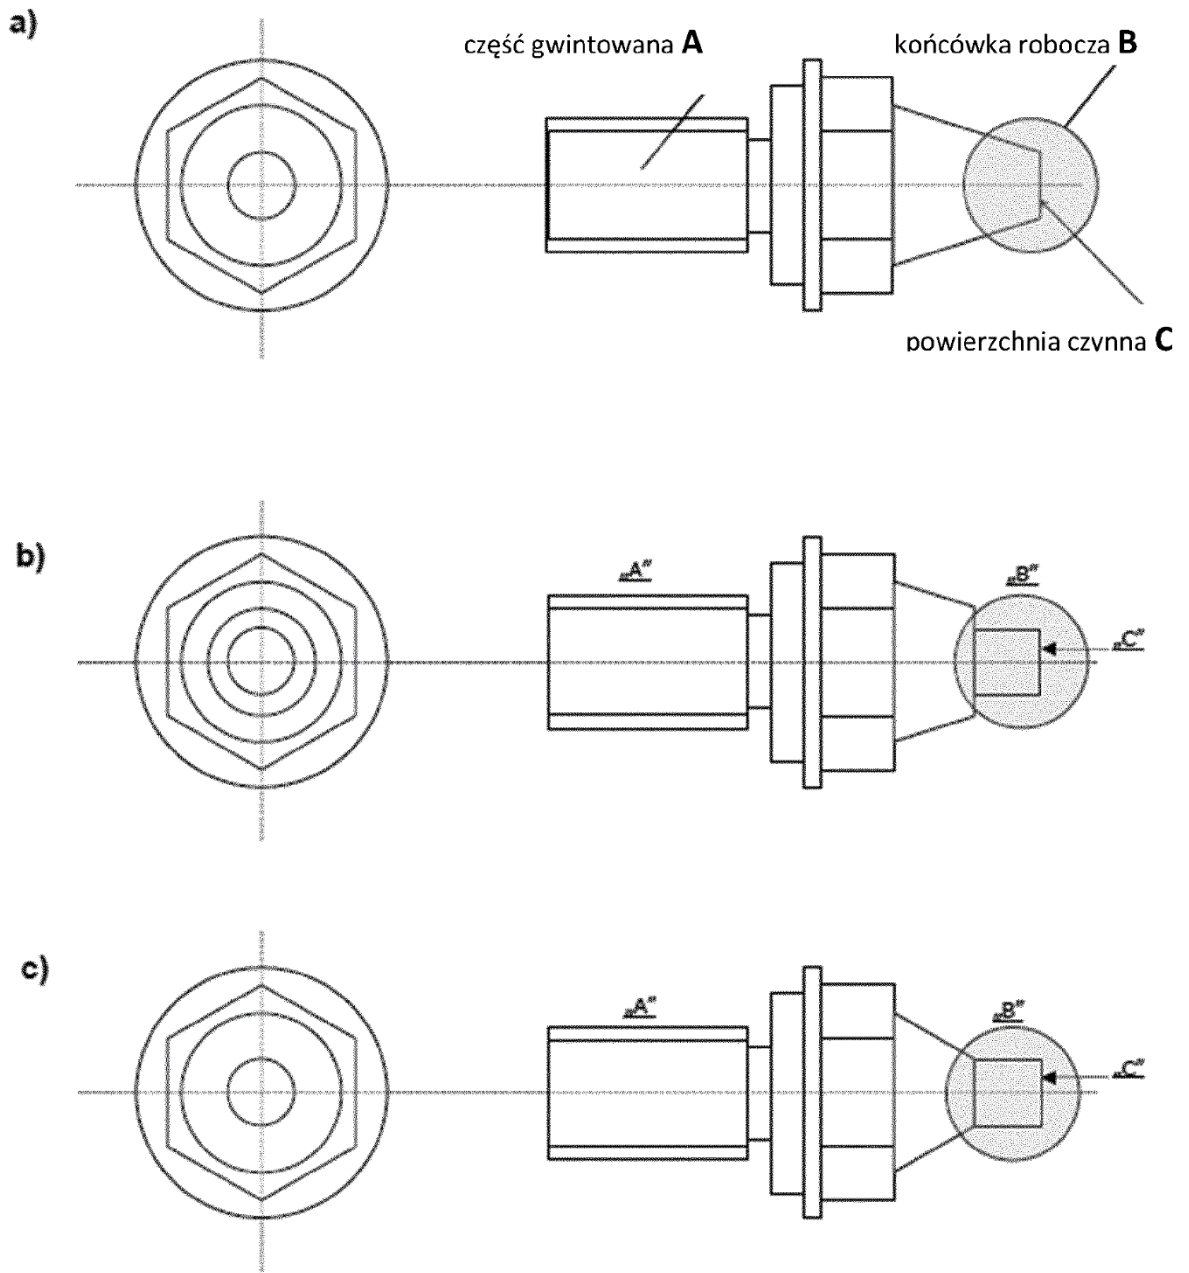 a)
część gwintowana A
końcówka robocza B
powierzchnia czynna C
b)
„A”
„B”
„C”
c)
„A”
„B”
„C”